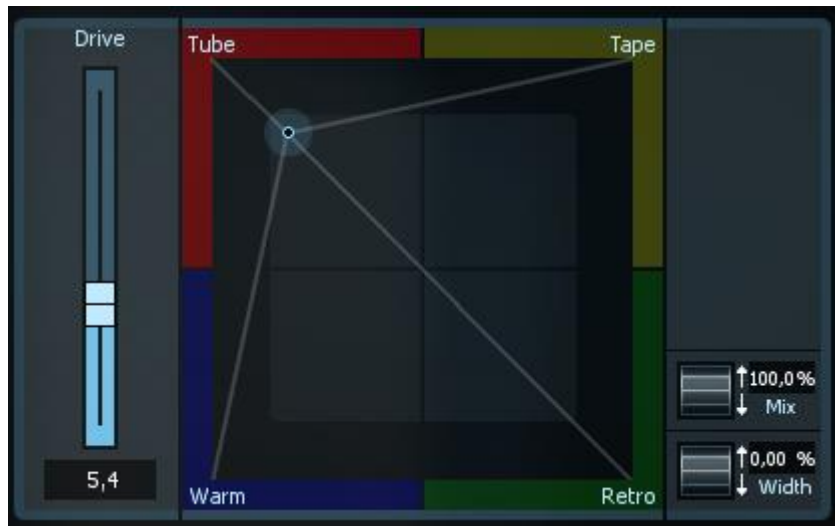 Drive
Tube
Tape
100,0%
Mix
0,00 %
Width
5,4
Warm
Retro